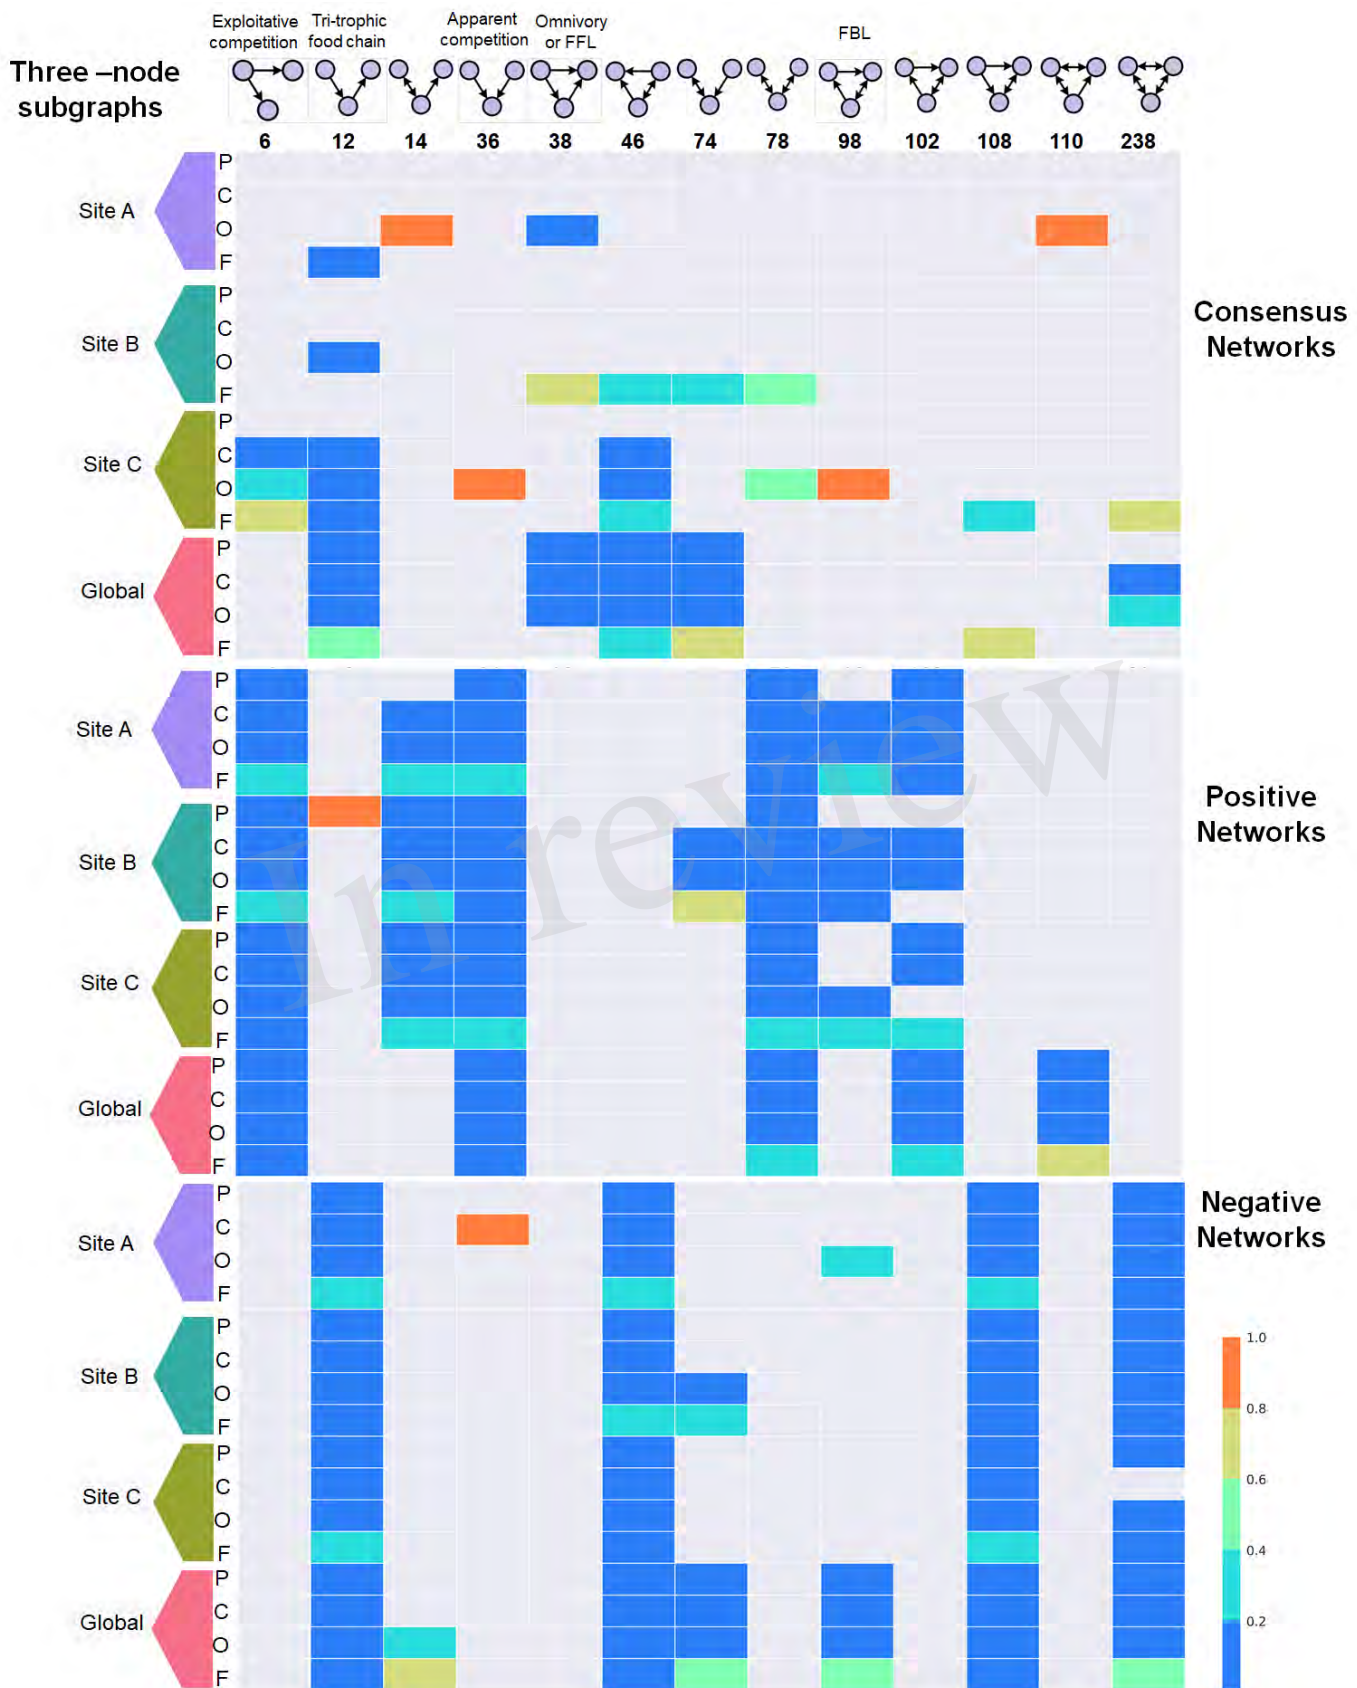 Exploitative competition
Tri-trophic food chain
Apparent competition
Omnivory or FFL
FBL
Three –node subgraphs
6 12 14 36 38 46 74 78 98 102 108 110 238
Site A
P
C
O
F
Site B
P
C
O
F
Site C
P
C
O
F
Global
P
C
O
F
Consensus Networks
Site A
P
C
O
F
Site B
P
C
O
F
Site C
P
C
O
F
Global
P
C
O
F
Positive Networks
Site A
P
C
O
F
Site B
P
C
O
F
Site C
P
C
O
F
Global
P
C
O
F
Negative Networks
1.0
0.8
0.6
0.4
0.2
In review